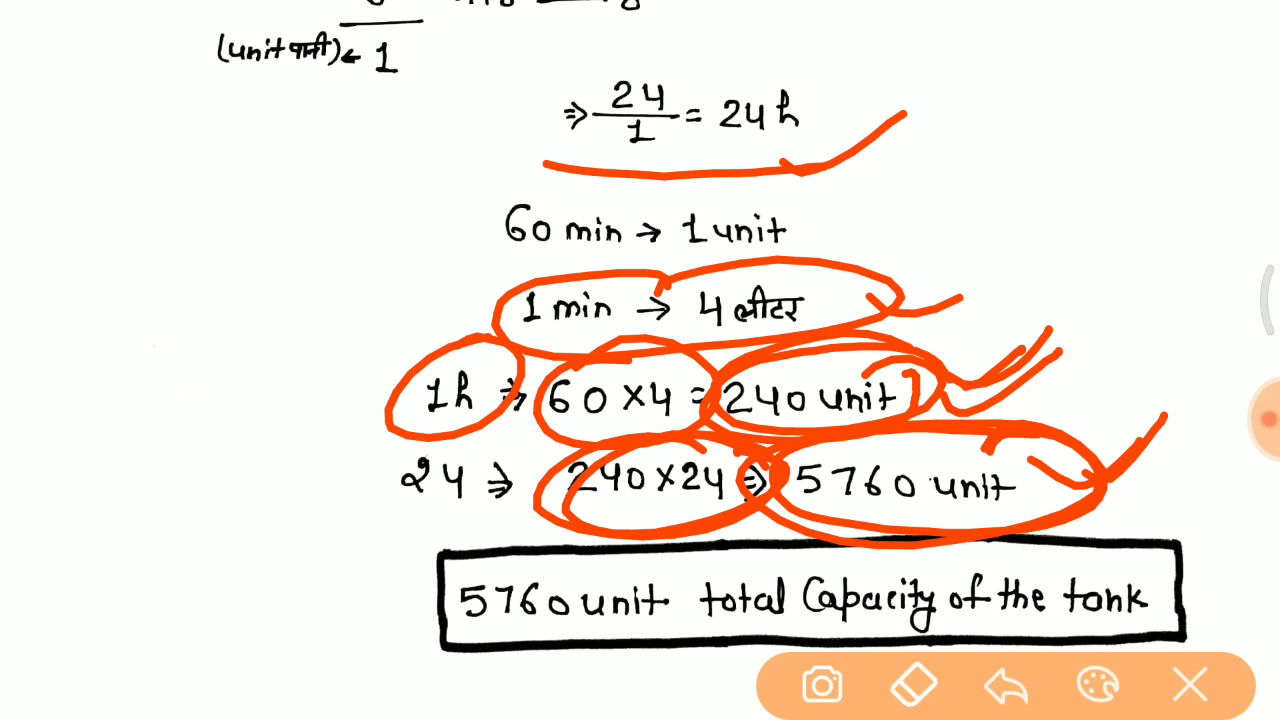 (unit पानी) ← 1
⇒ 24/1 = 24 h
60 min → 1 unit
1 min → 4 लीटर
1h ⇒ 60 × 4 = 240 unit
24 ⇒ 240 × 24 ⇒ 5760 unit
5760 unit total Capacity of the tank